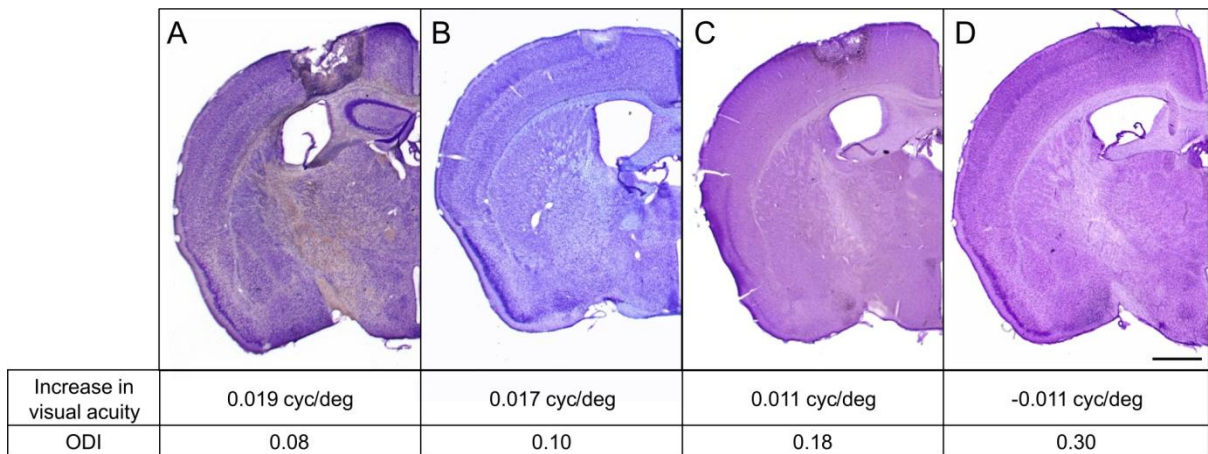 A
B
C
D
Increase in
visual acuity
0.019 cyc/deg
0.017 cyc/deg
0.011 cyc/deg
-0.011 cyc/deg
ODI
0.08
0.10
0.18
0.30